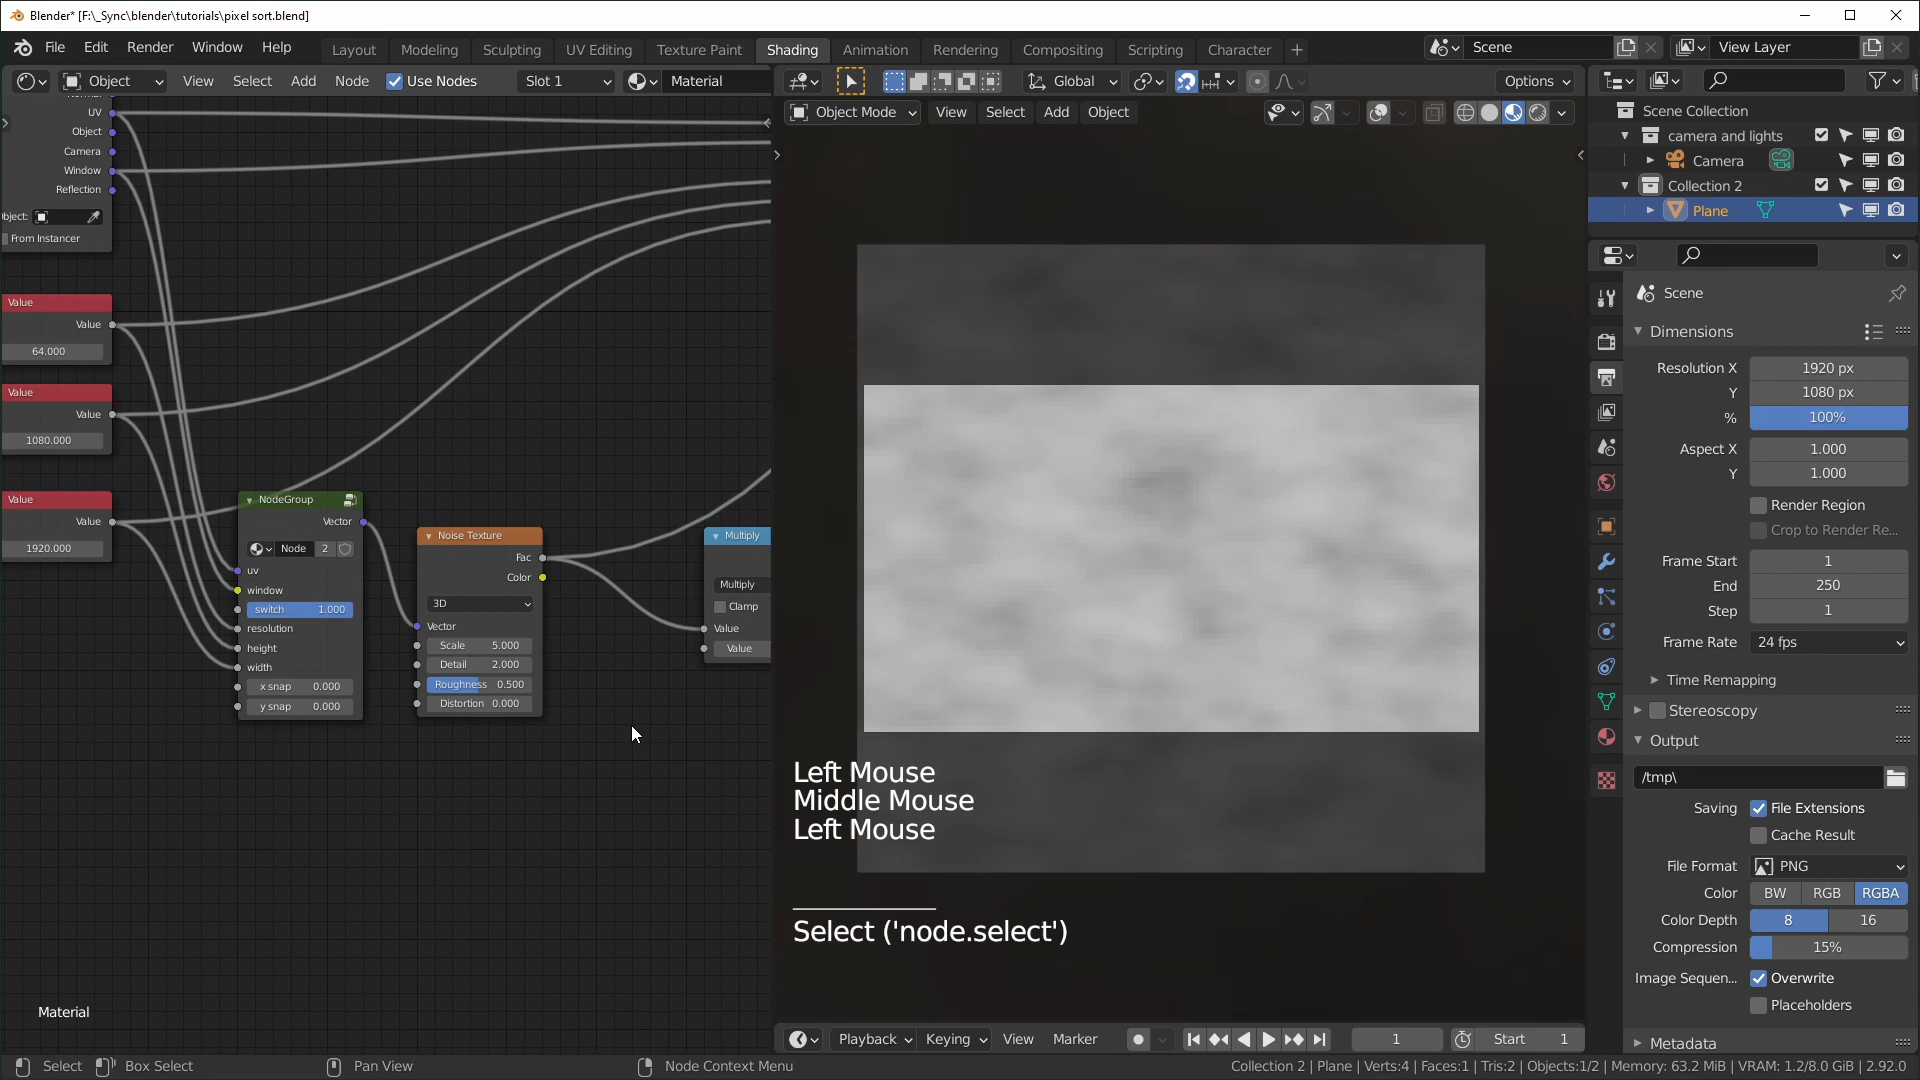 Blender* [F:\_Sync\blender\tutorials\pixel sort.blend]
File Edit Render Window Help
Layout Modeling Sculpting UV Editing Texture Paint Shading Animation Rendering Compositing Scripting Character +
Scene
View Layer
Object View Select Add Node Use Nodes Slot 1 Material
Global Options
Object Mode View Select Add Object
UV
Object
Camera
Window
Reflection
From Instancer
Value
Value
64.000
Value
Value
1080.000
Value
Value
1920.000
NodeGroup
Vector
Node 2
uv
window
switch 1.000
resolution
height
width
x snap 0.000
y snap 0.000
Noise Texture
Fac
Color
3D
Vector
Scale 5.000
Detail 2.000
Roughness 0.500
Distortion 0.000
Multiply
Multiply
Clamp
Value
Value
Material
Left Mouse
Middle Mouse
Left Mouse
Select ('node.select')
Playback Keying View Marker 1 Start 1
Scene Collection
camera and lights
Camera
Collection 2
Plane
Scene
Dimensions
Resolution X 1920 px
Y 1080 px
% 100%
Aspect X 1.000
Y 1.000
Render Region
Crop to Render Re...
Frame Start 1
End 250
Step 1
Frame Rate 24 fps
Time Remapping
Stereoscopy
Output
/tmp\
Saving File Extensions
Cache Result
File Format PNG
Color BW RGB RGBA
Color Depth 8 16
Compression 15%
Image Sequen... Overwrite
Placeholders
Metadata
Select Box Select Pan View Node Context Menu
Collection 2 | Plane | Verts:4 | Faces:1 | Tris:2 | Objects:1/2 | Memory: 63.2 MiB | VRAM: 1.2/8.0 GiB | 2.92.0